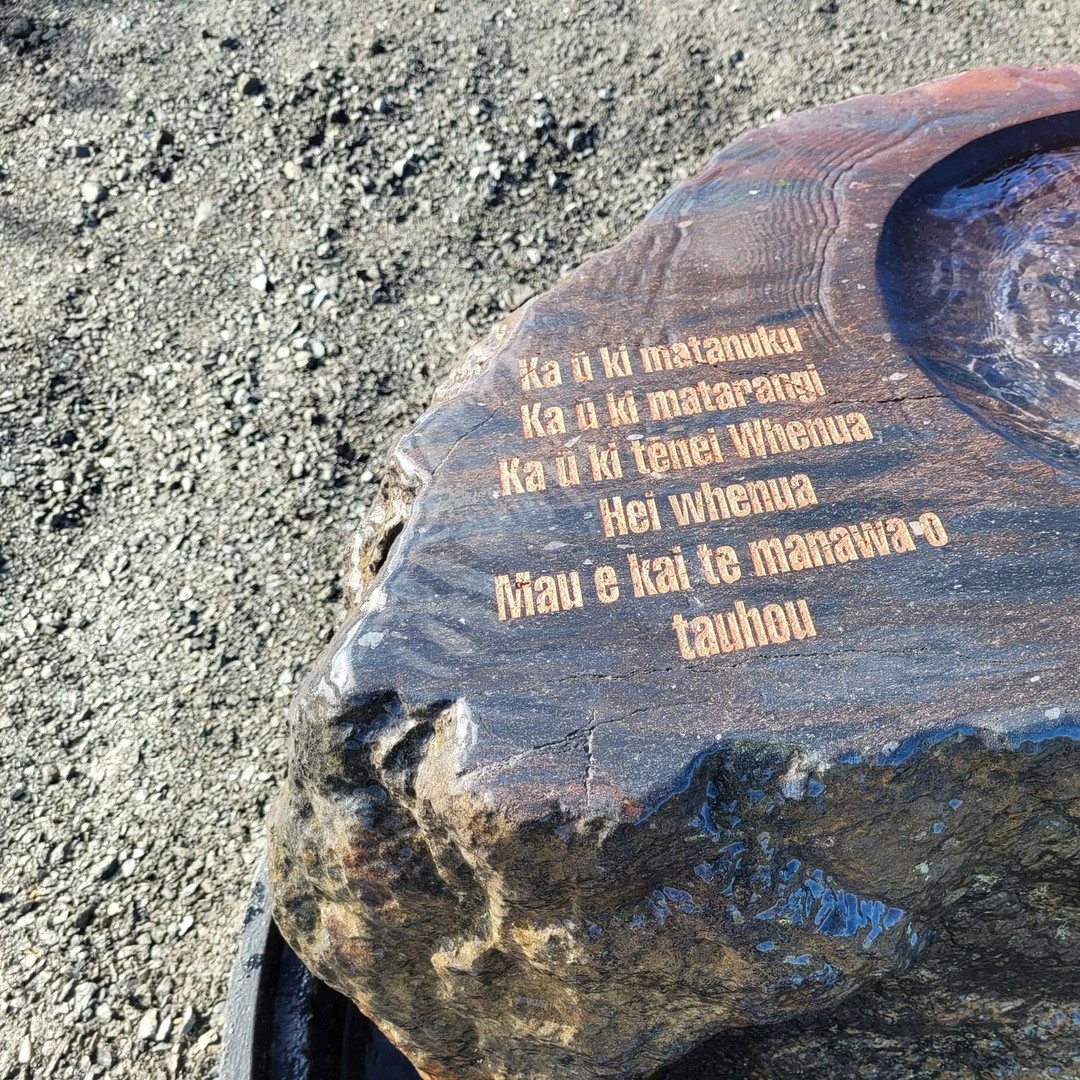 Ka ū ki matanuku
Ka ū ki matarangi
Ka ū ki tēnei Whenua
Hei whenua
Mau e kai te manawa o
tauhou